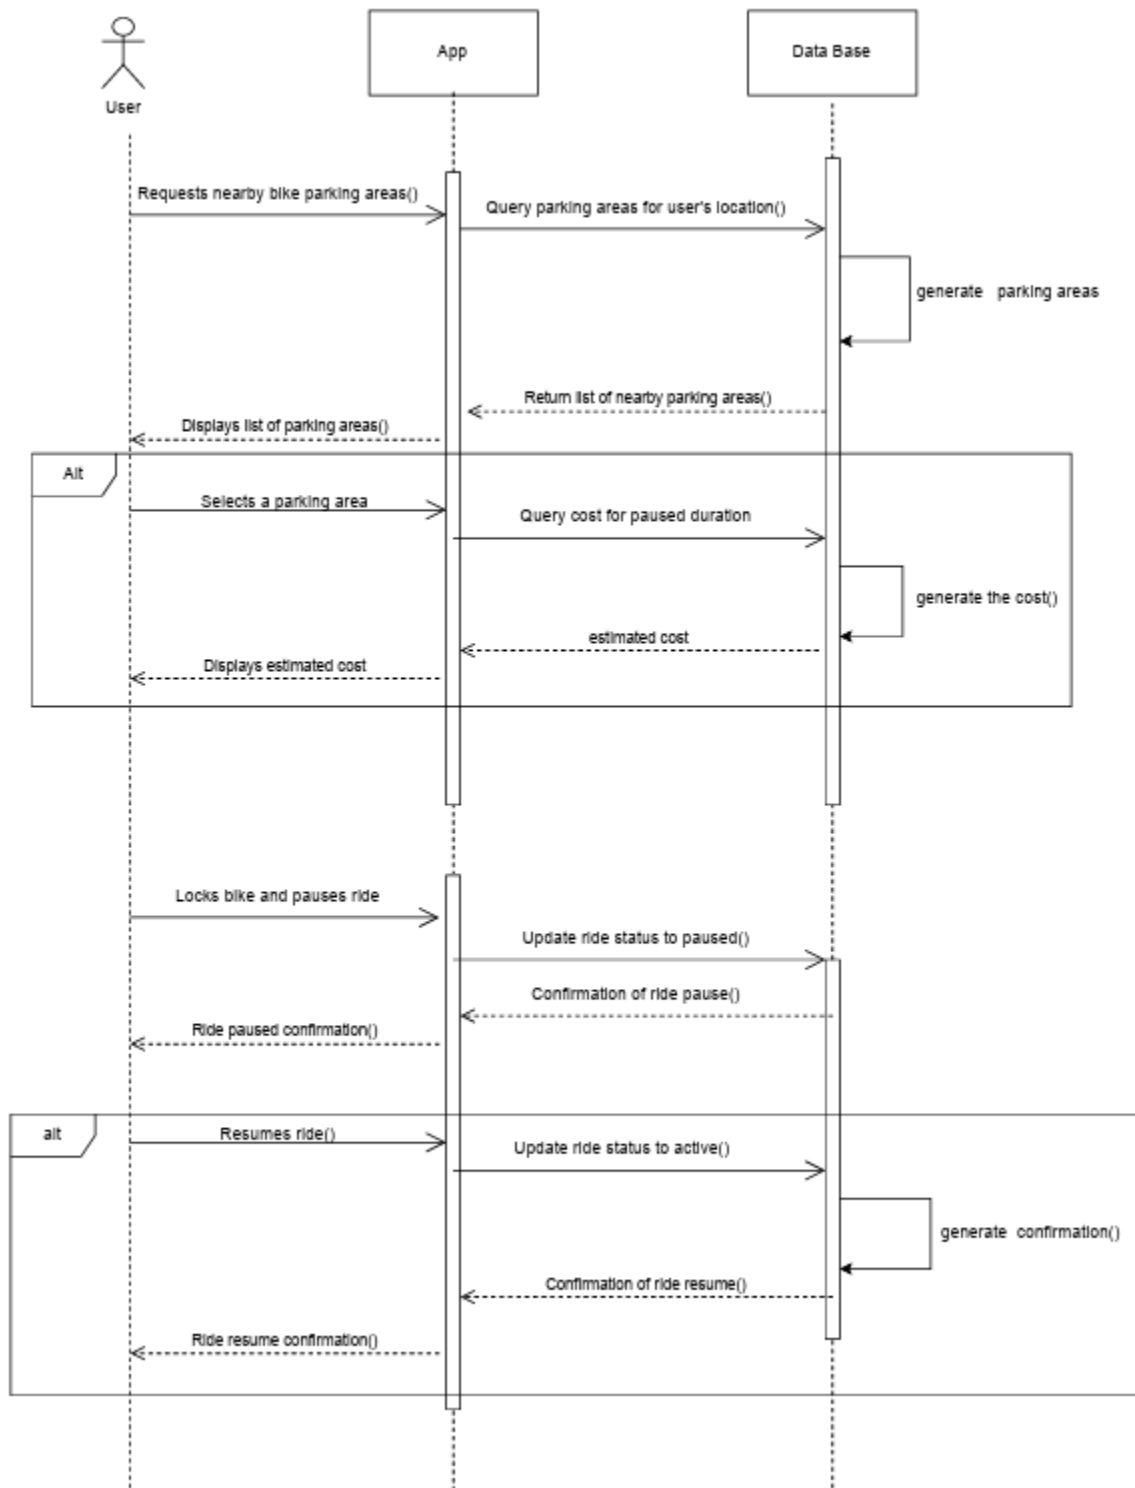 App
Data Base
User
Requests nearby bike parking areas()
Query parking areas for user's location()
generate parking areas
Return list of nearby parking areas()
Displays list of parking areas()
Alt
Selects a parking area
Query cost for paused duration
generate the cost()
estimated cost
Displays estimated cost
Locks bike and pauses ride
Update ride status to paused()
Confirmation of ride pause()
Ride paused confirmation()
alt
Resumes ride()
Update ride status to active()
generate confirmation()
Confirmation of ride resume()
Ride resume confirmation()